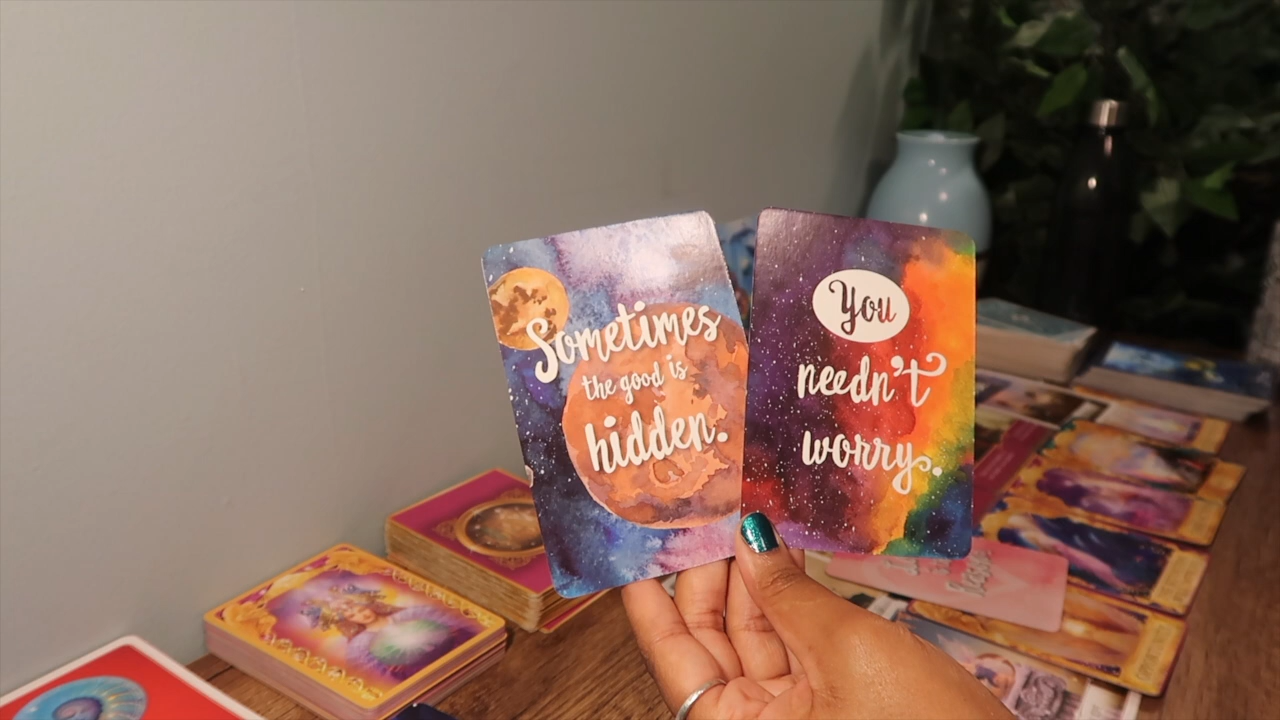 Sometimes
the good is
hidden.
You
needn't
worry.